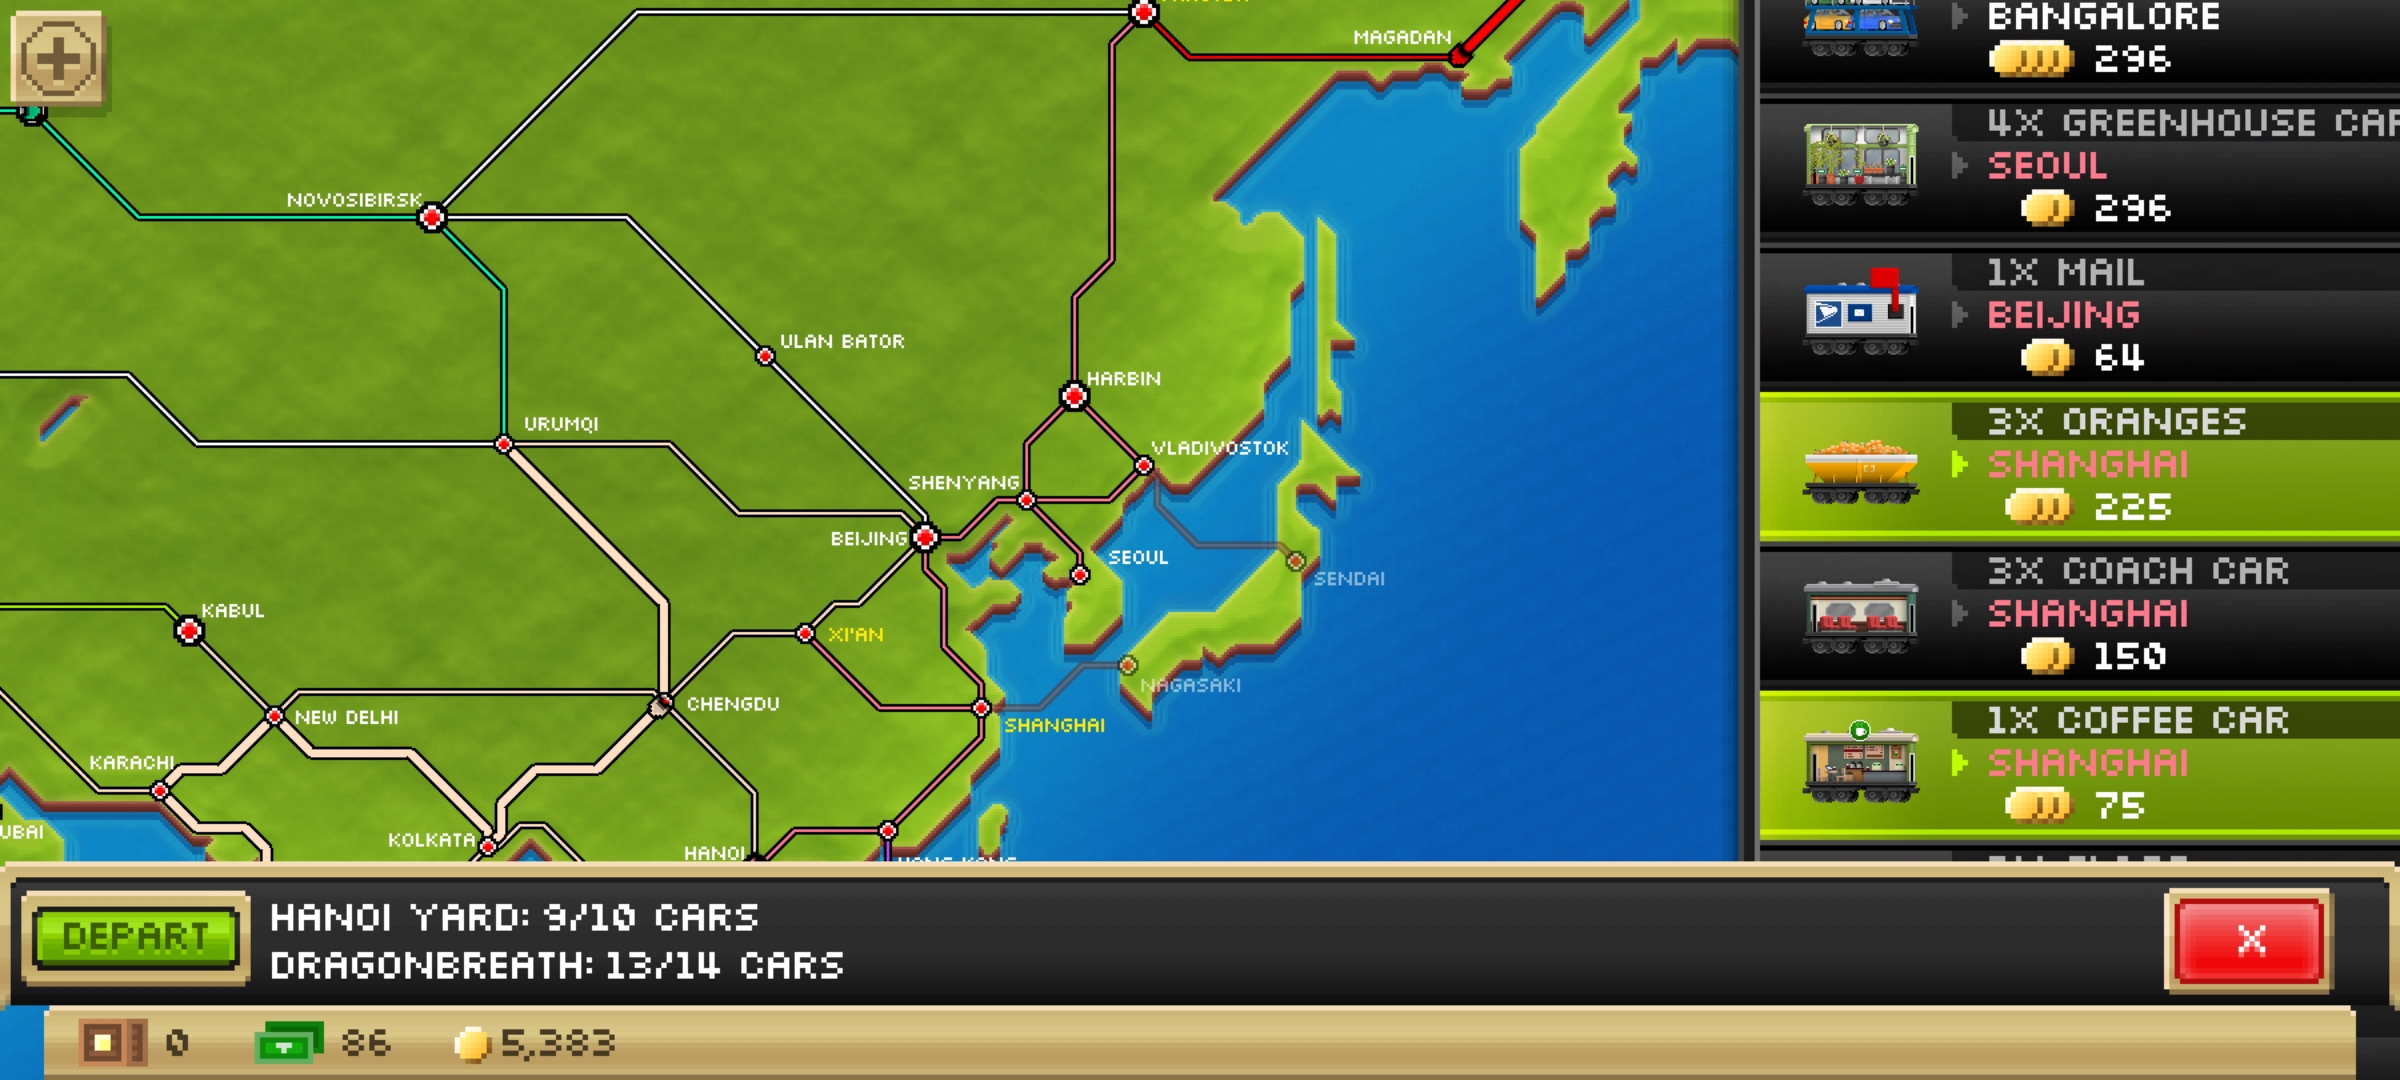 MAGADAN
NOVOSIBIRSK
ULAN BATOR
HARBIN
URUMQI
VLADIVOSTOK
SHENYANG
BEIJING
SEOUL
SENDAI
KABUL
XI'AN
NAGASAKI
CHENGDU
NEW DELHI
SHANGHAI
KARACHI
UBAI
KOLKATA
HANOI
BANGALORE
296
4X GREENHOUSE CAR
SEOUL
296
1X MAIL
BEIJING
64
3X ORANGES
SHANGHAI
225
3X COACH CAR
SHANGHAI
150
1X COFFEE CAR
SHANGHAI
75
DEPART
HANOI YARD: 9/10 CARS
DRAGONBREATH: 13/14 CARS
X
0
86
5,383